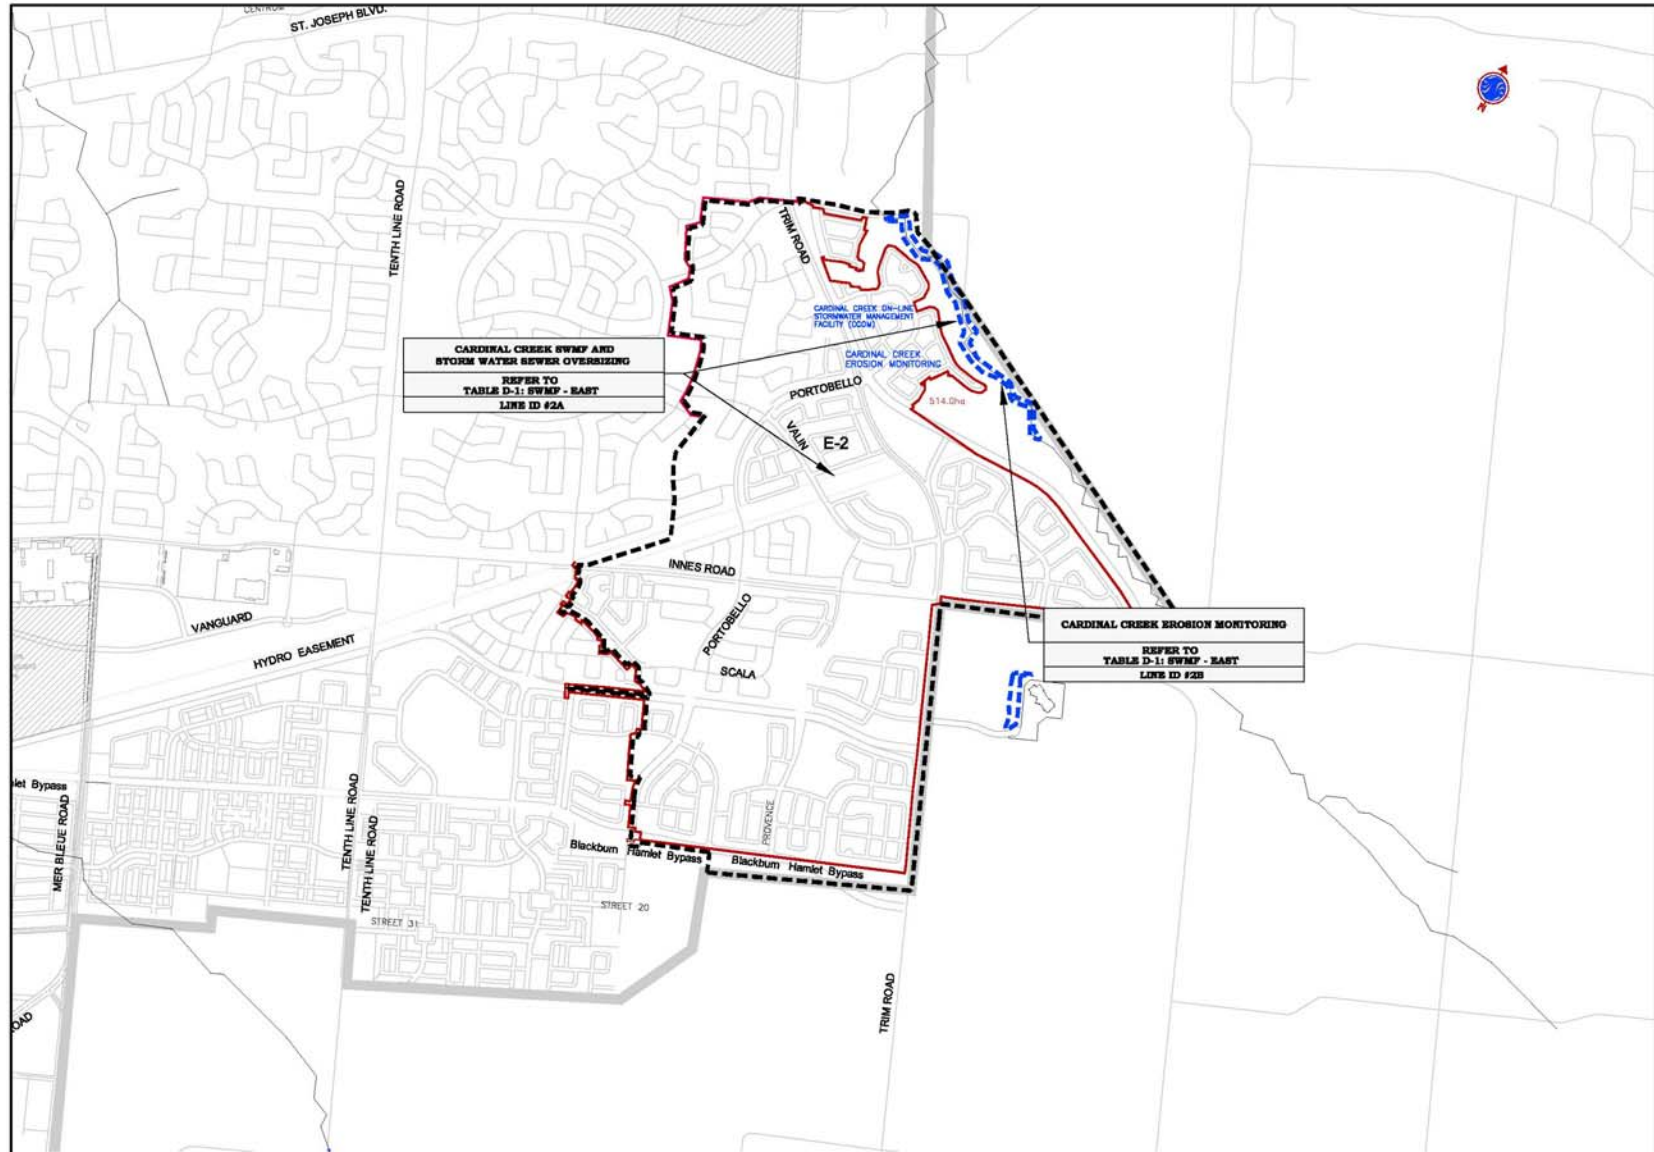 CENTRUM
ST. JOSEPH BLVD.
TENTH LINE ROAD
TRIM ROAD
N
CARDINAL CREEK ON-LINE
STORMWATER MANAGEMENT
FACILITY (CCOW)
CARDINAL CREEK
EROSION MONITORING
CARDINAL CREEK SWMF AND
STORM WATER SEWER OVERSIZING
REFER TO
TABLE D-1: SWMF - EAST
LINE ID #2A
PORTOBELLO
514.0ha
VALIN
E-2
INNES ROAD
VANGUARD
HYDRO EASEMENT
PORTOBELLO
SCALA
CARDINAL CREEK EROSION MONITORING
REFER TO
TABLE D-1: SWMF - EAST
LINE ID #2B
let Bypass
MER BLEUE ROAD
TENTH LINE ROAD
TENTH LINE ROAD
PROVENCE
Blackburn Hamlet Bypass
Blackburn Hamlet Bypass
STREET 20
STREET 31
TRIM ROAD
OAD